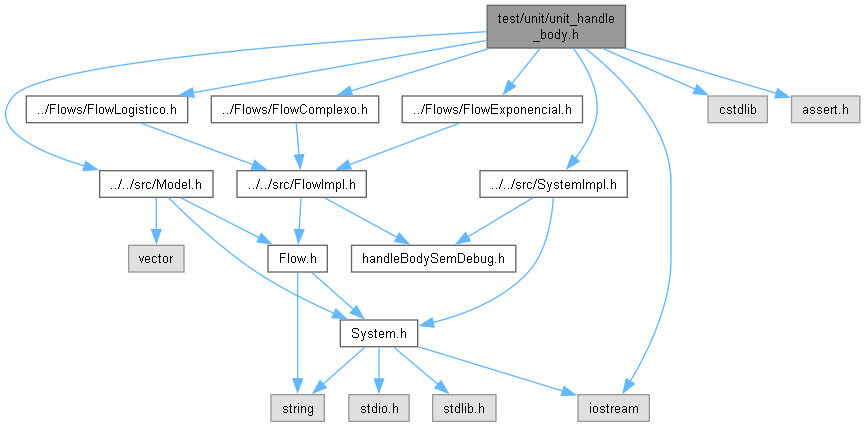 test/unit/unit_handle
_body.h
../Flows/FlowLogistico.h
../Flows/FlowComplexo.h
../Flows/FlowExponencial.h
cstdlib
assert.h
../../src/Model.h
../../src/FlowImpl.h
../../src/SystemImpl.h
vector
Flow.h
handleBodySemDebug.h
System.h
string
stdio.h
stdlib.h
iostream